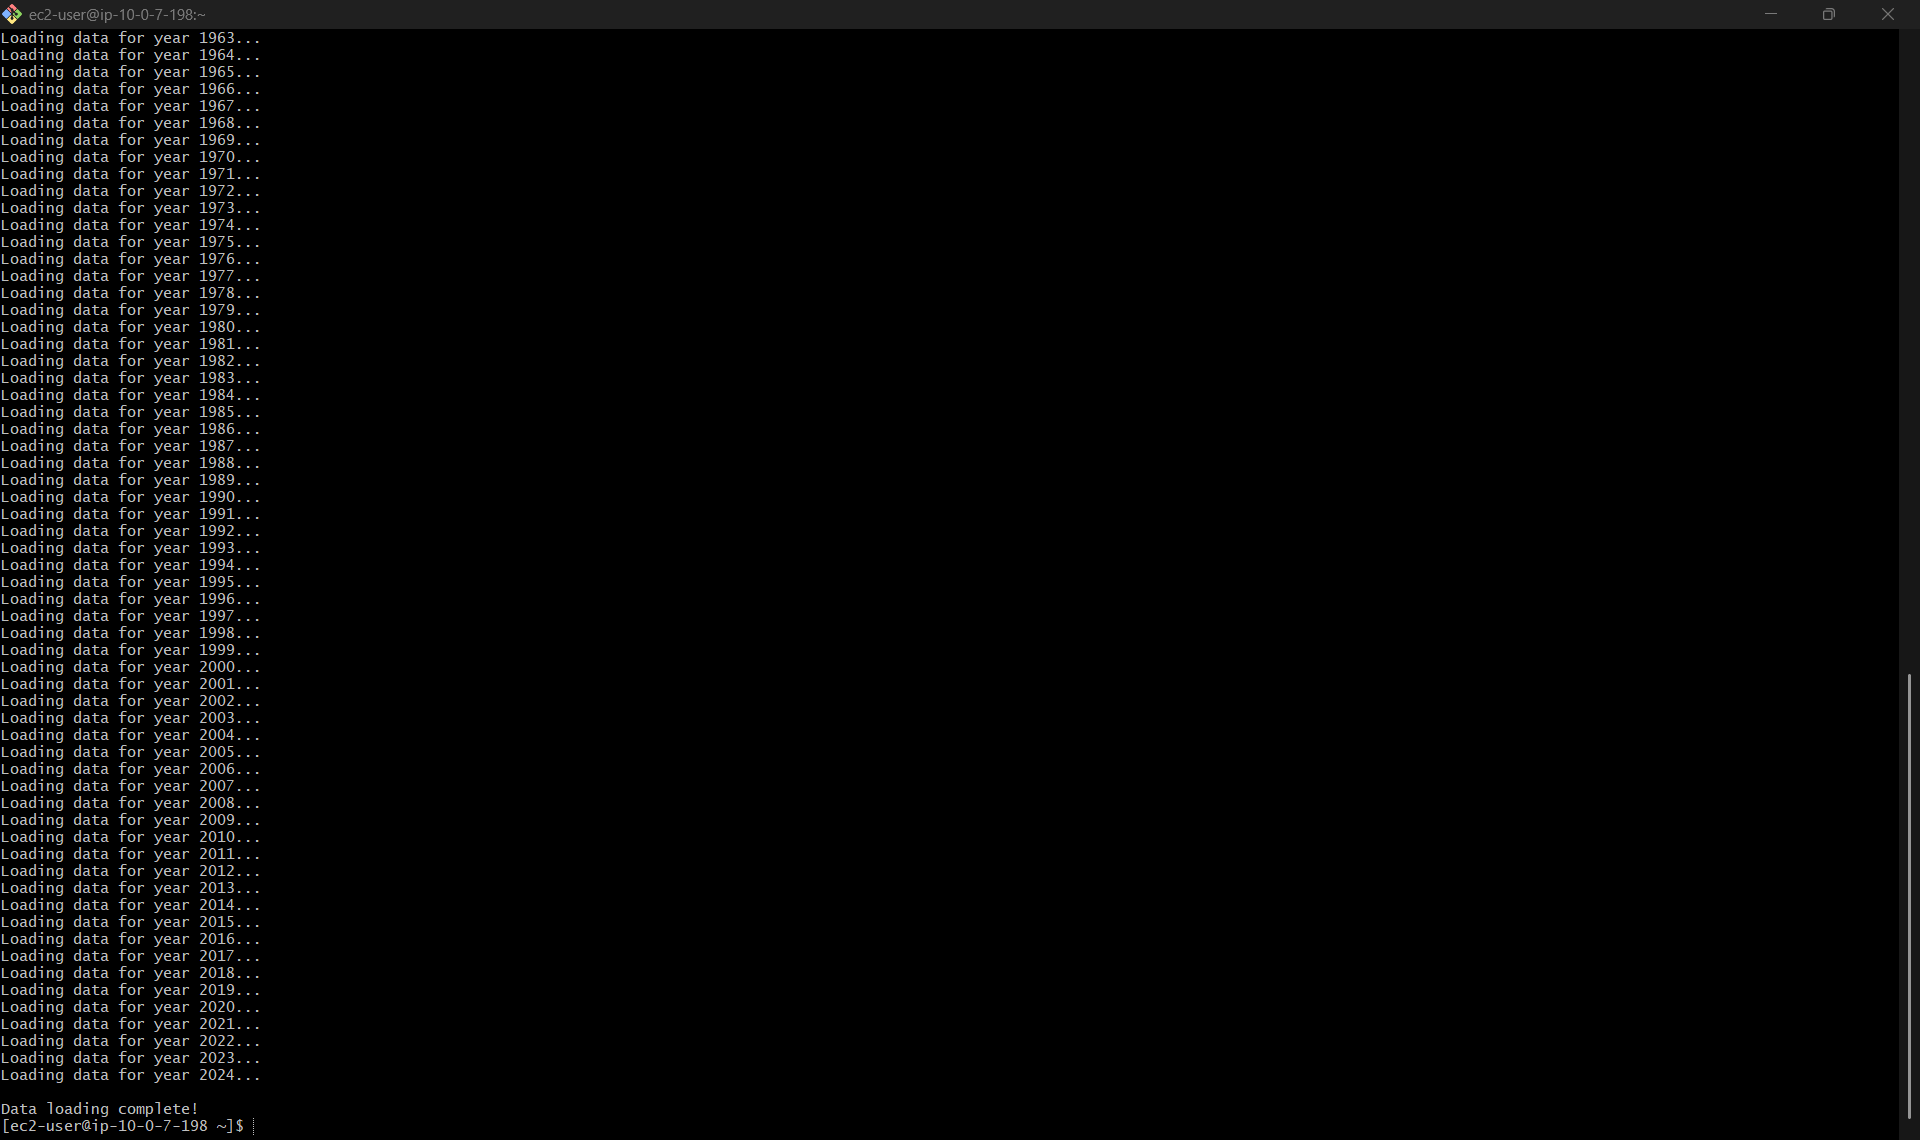 ec2-user@ip-10-0-7-198:~
Loading data for year 1963...
Loading data for year 1964...
Loading data for year 1965...
Loading data for year 1966...
Loading data for year 1967...
Loading data for year 1968...
Loading data for year 1969...
Loading data for year 1970...
Loading data for year 1971...
Loading data for year 1972...
Loading data for year 1973...
Loading data for year 1974...
Loading data for year 1975...
Loading data for year 1976...
Loading data for year 1977...
Loading data for year 1978...
Loading data for year 1979...
Loading data for year 1980...
Loading data for year 1981...
Loading data for year 1982...
Loading data for year 1983...
Loading data for year 1984...
Loading data for year 1985...
Loading data for year 1986...
Loading data for year 1987...
Loading data for year 1988...
Loading data for year 1989...
Loading data for year 1990...
Loading data for year 1991...
Loading data for year 1992...
Loading data for year 1993...
Loading data for year 1994...
Loading data for year 1995...
Loading data for year 1996...
Loading data for year 1997...
Loading data for year 1998...
Loading data for year 1999...
Loading data for year 2000...
Loading data for year 2001...
Loading data for year 2002...
Loading data for year 2003...
Loading data for year 2004...
Loading data for year 2005...
Loading data for year 2006...
Loading data for year 2007...
Loading data for year 2008...
Loading data for year 2009...
Loading data for year 2010...
Loading data for year 2011...
Loading data for year 2012...
Loading data for year 2013...
Loading data for year 2014...
Loading data for year 2015...
Loading data for year 2016...
Loading data for year 2017...
Loading data for year 2018...
Loading data for year 2019...
Loading data for year 2020...
Loading data for year 2021...
Loading data for year 2022...
Loading data for year 2023...
Loading data for year 2024...
Data loading complete!
[ec2-user@ip-10-0-7-198 ~]$